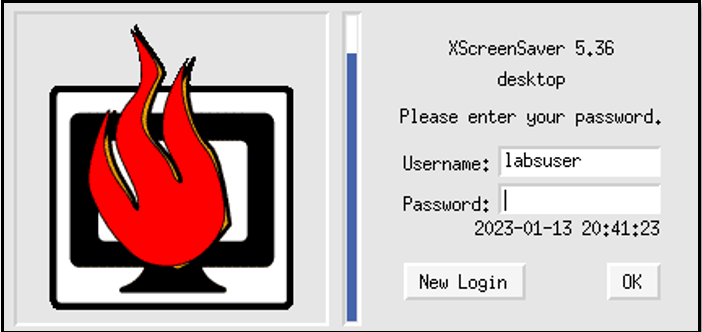 XScreenSaver 5.36
desktop
Please enter your password.
Username: labsuser
Password:
2023-01-13 20:41:23
New Login OK